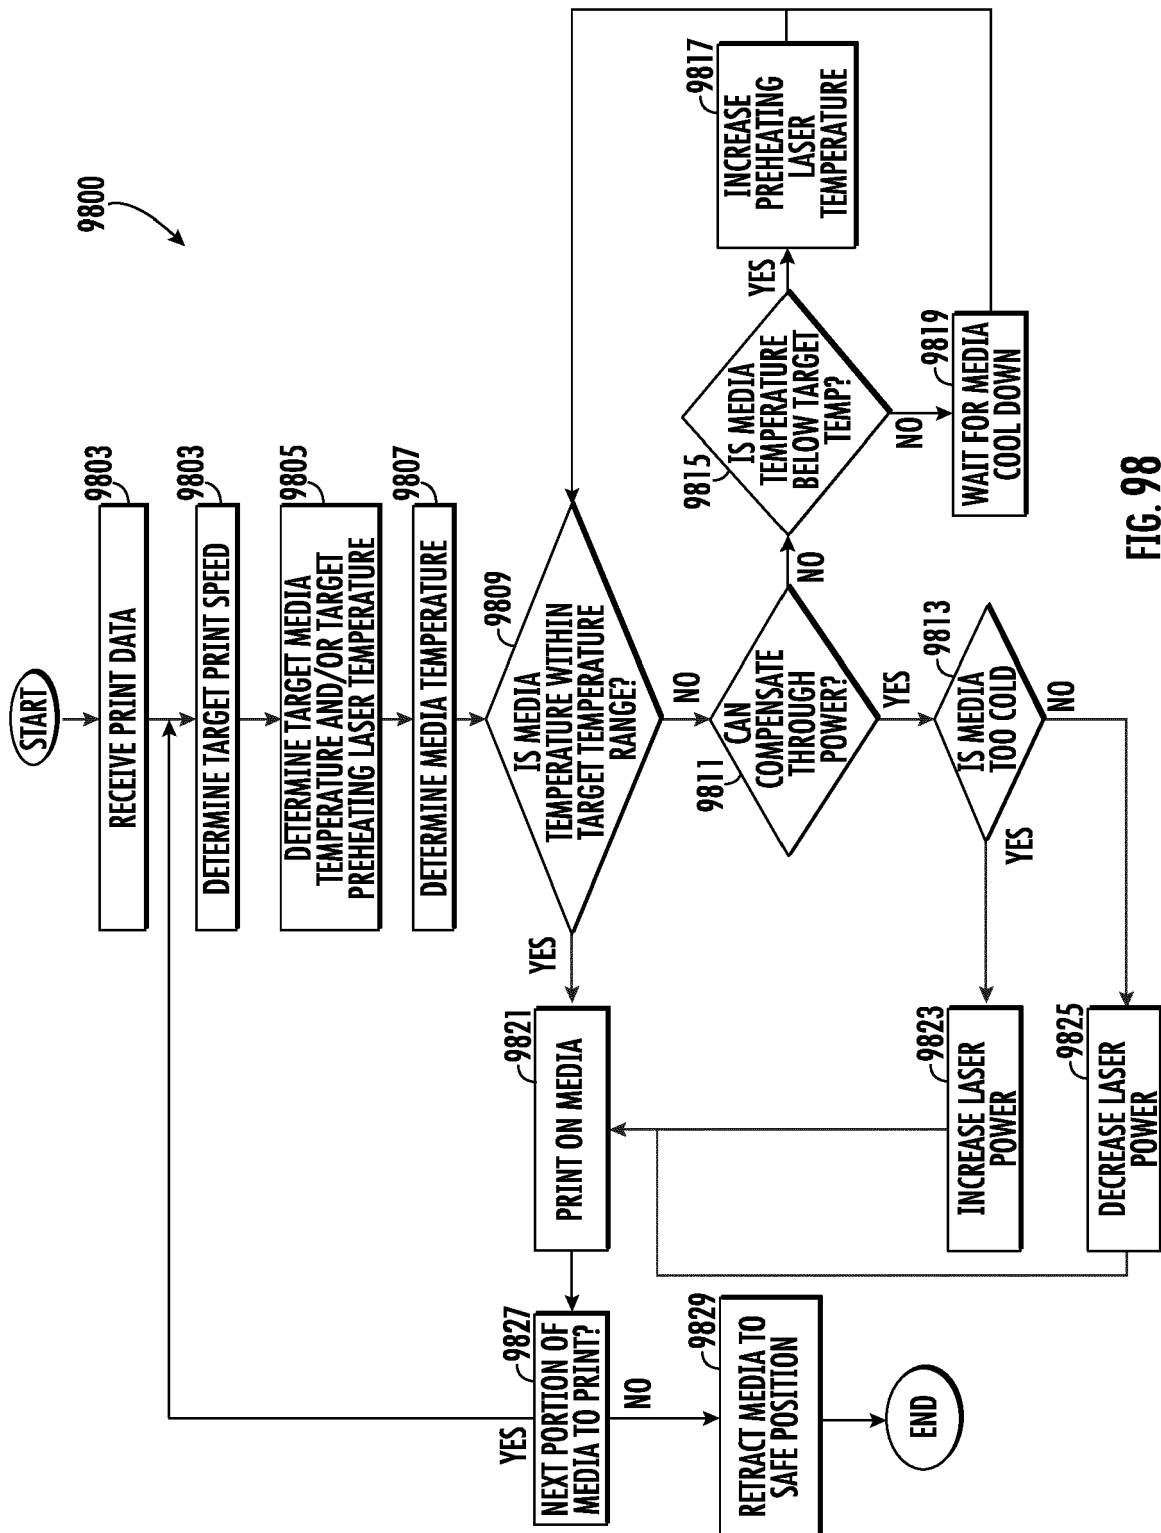 9800
START
9803
RECEIVE PRINT DATA
9803
DETERMINE TARGET PRINT SPEED
9805
DETERMINE TARGET MEDIA
TEMPERATURE AND/OR TARGET
PREHEATING LASER TEMPERATURE
9807
DETERMINE MEDIA TEMPERATURE
9809
IS MEDIA
TEMPERATURE WITHIN
TARGET TEMPERATURE
RANGE?
YES
NO
9811
CAN
COMPENSATE
THROUGH
POWER?
NO
YES
9815
IS MEDIA
TEMPERATURE
BELOW TARGET
TEMP?
YES
NO
9817
INCREASE
PREHEATING
LASER
TEMPERATURE
9819
WAIT FOR MEDIA
COOL DOWN
9813
IS MEDIA
TOO COLD
YES
NO
9821
PRINT ON MEDIA
9823
INCREASE LASER
POWER
9825
DECREASE LASER
POWER
9827
NEXT PORTION OF
MEDIA TO PRINT?
YES
NO
9829
RETRACT MEDIA TO
SAFE POSITION
END
FIG. 98